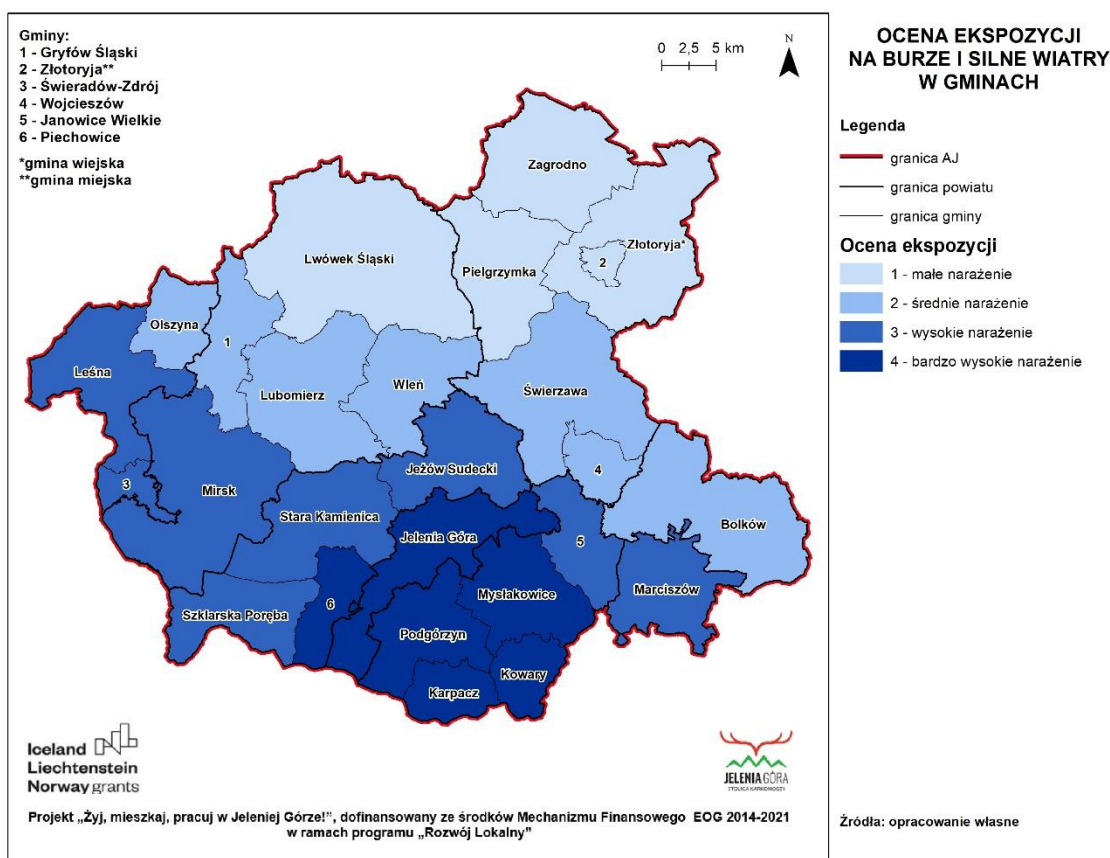 Gminy:
1 - Gryfów Śląski
2 - Złotoryja**
3 - Świeradów-Zdrój
4 - Wojcieszów
5 - Janowice Wielkie
6 - Piechowice
*gmina wiejska
**gmina miejska
0 2,5 5 km
N
OCENA EKSPOZYCJI
NA BURZE I SILNE WIATRY
W GMINACH
Legenda
granica AJ
granica powiatu
granica gminy
Ocena ekspozycji
1 - małe narażenie
2 - średnie narażenie
3 - wysokie narażenie
4 - bardzo wysokie narażenie
Zagrodno
Złotoryja*
2
Pielgrzymka
Lwówek Śląski
Olszyna
1
Leśna
Lubomierz
Wleń
Świerzawa
4
Jeżów Sudecki
3
Mirsk
Stara Kamienica
Bolków
Jelenia Góra
5
Marciszów
Mysłakowice
Szklarska Poręba
6
Podgórzyn
Kowary
Karpacz
Iceland
Liechtenstein
Norway grants
JELENIA GÓRA
STOLICA KARKONOSZY
Projekt „Żyj, mieszkaj, pracuj w Jeleniej Górze!”, dofinansowany ze środków Mechanizmu Finansowego EOG 2014-2021
w ramach programu „Rozwój Lokalny”
Źródła: opracowanie własne